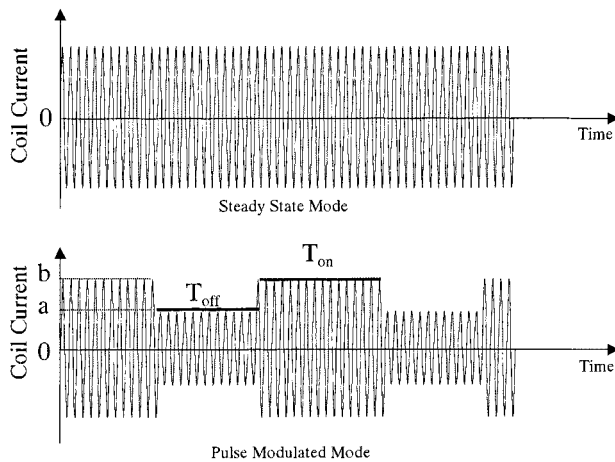 Coil Current
0
Time
Steady State Mode
Coil Current
b
a
0
T_off
T_on
Time
Pulse Modulated Mode